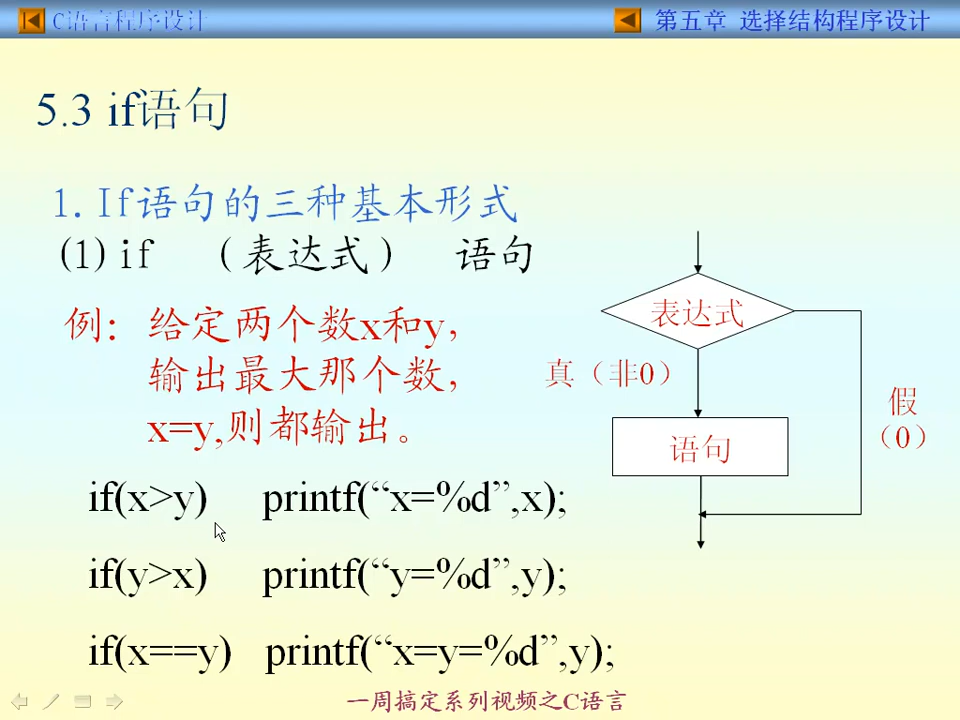 C语言程序设计
第五章 选择结构程序设计
5.3 if语句
1.If语句的三种基本形式
(1)if （表达式） 语句
例：给定两个数x和y，
输出最大那个数，
x=y,则都输出。
if(x>y) printf(“x=%d”,x);
if(y>x) printf(“y=%d”,y);
if(x==y) printf(“x=y=%d”,y);
表达式
真（非0）
假
（0）
语句
一周搞定系列视频之C语言